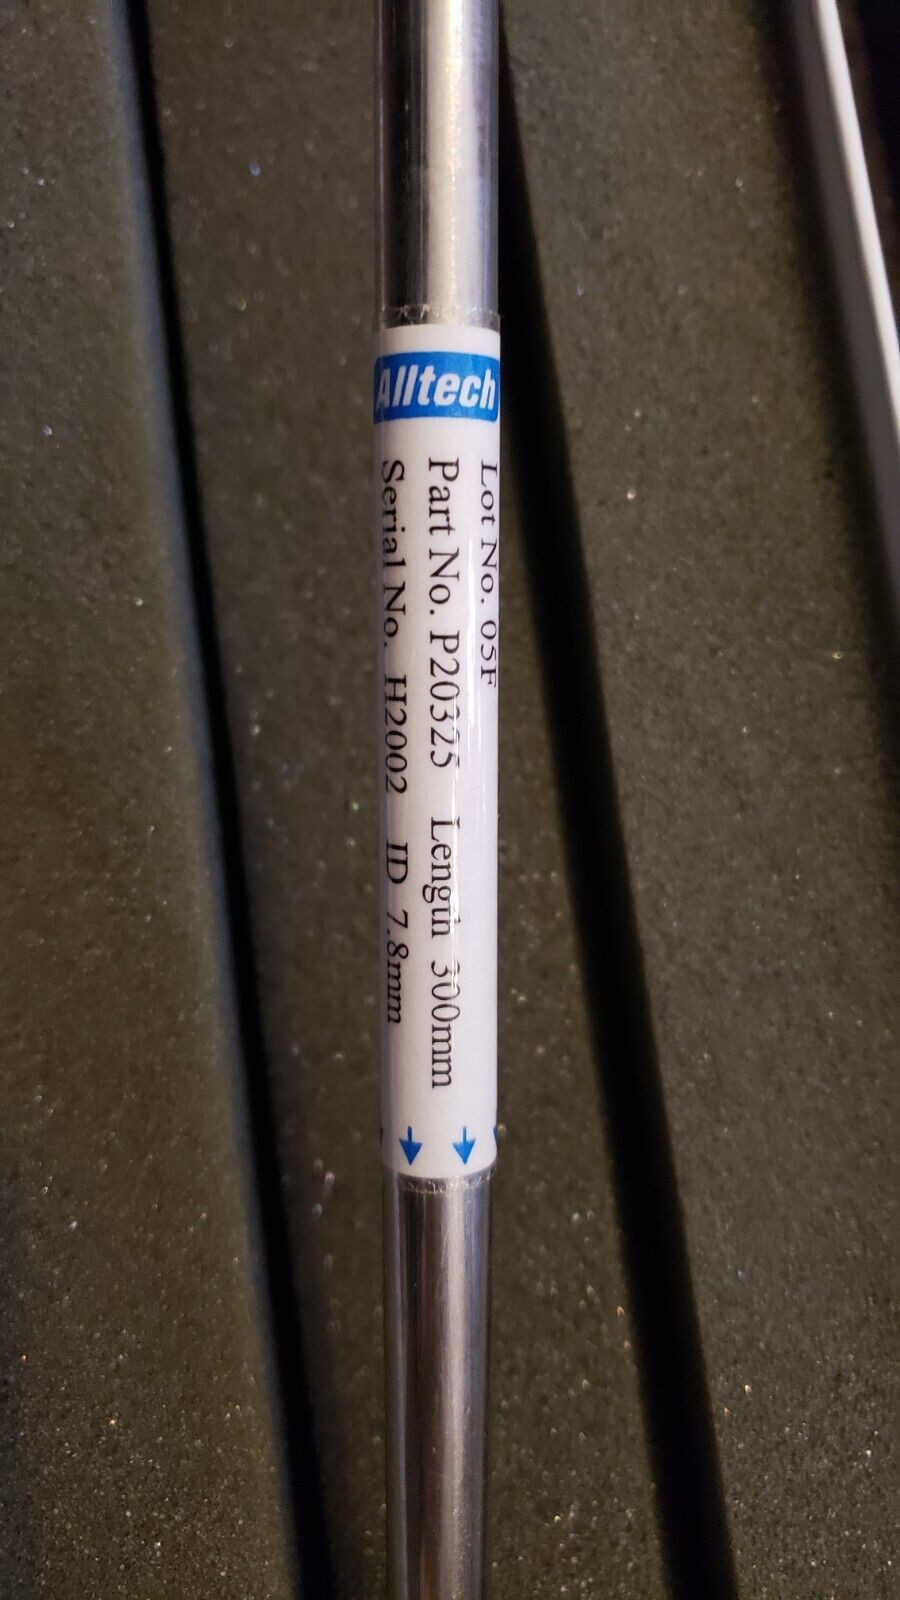 Alltech
Lot No. 05F
Part No. P20325 Length 300mm
Serial No. H2002 ID 7.8mm